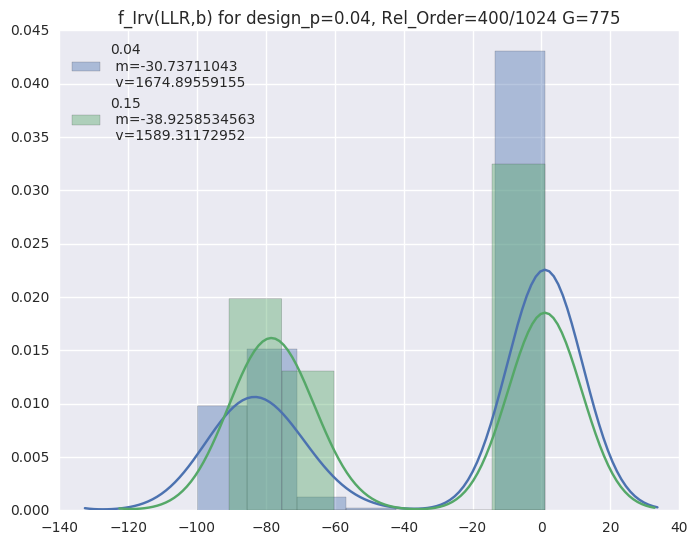 f_Irv(LLR,b) for design_p=0.04, Rel_Order=400/1024 G=775
0.045
0.040
0.035
0.030
0.025
0.020
0.015
0.010
0.005
0.000
0.04
m=-30.73711043
v=1674.89559155
0.15
m=-38.9258534563
v=1589.31172952
−140 −120 −100 −80 −60 −40 −20 0 20 40